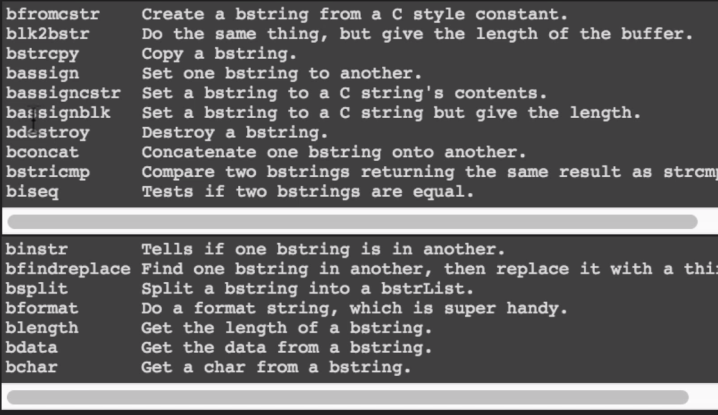 bfromcstr Create a bstring from a C style constant.
blk2bstr Do the same thing, but give the length of the buffer.
bstrcpy Copy a bstring.
bassign Set one bstring to another.
bassigncstr Set a bstring to a C string's contents.
bassignblk Set a bstring to a C string but give the length.
bdestroy Destroy a bstring.
bconcat Concatenate one bstring onto another.
bstricmp Compare two bstrings returning the same result as strcmp
biseq Tests if two bstrings are equal.
binstr Tells if one bstring is in another.
bfindreplace Find one bstring in another, then replace it with a thi
bsplit Split a bstring into a bstrList.
bformat Do a format string, which is super handy.
blength Get the length of a bstring.
bdata Get the data from a bstring.
bchar Get a char from a bstring.